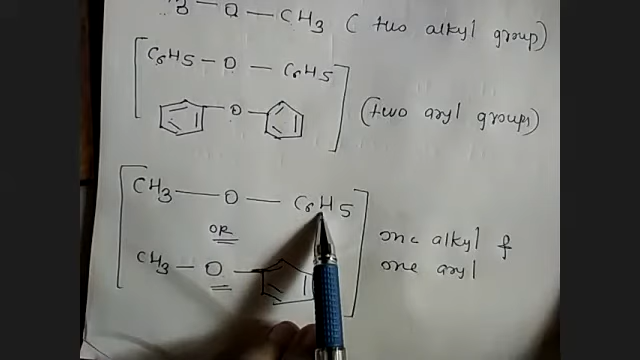 — O — CH3 ( two alkyl group)
C6H5 — O — C6H5
O
(two aryl groups)
CH3 — O — C6H5
OR
one alkyl &
CH3 — O
one aryl